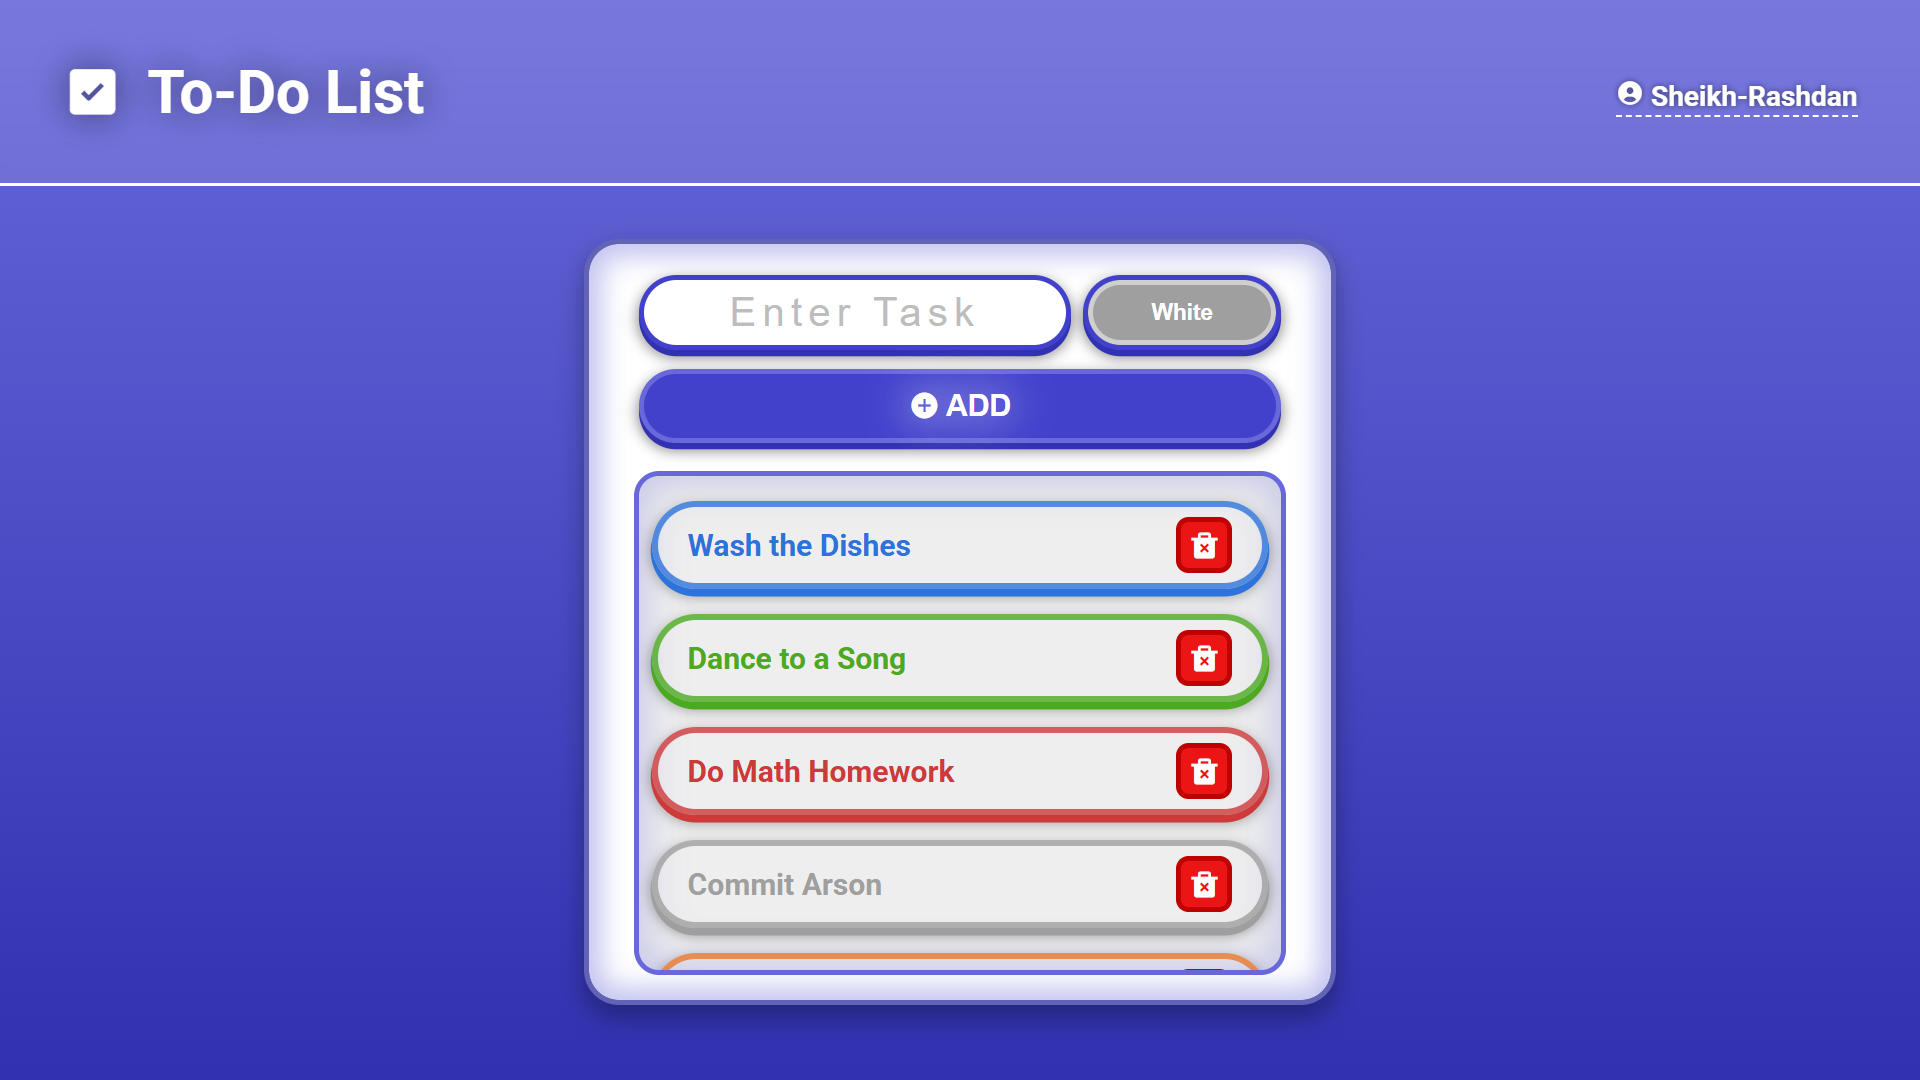 To-Do List
Sheikh-Rashdan
Enter Task
White
ADD
Wash the Dishes
Dance to a Song
Do Math Homework
Commit Arson